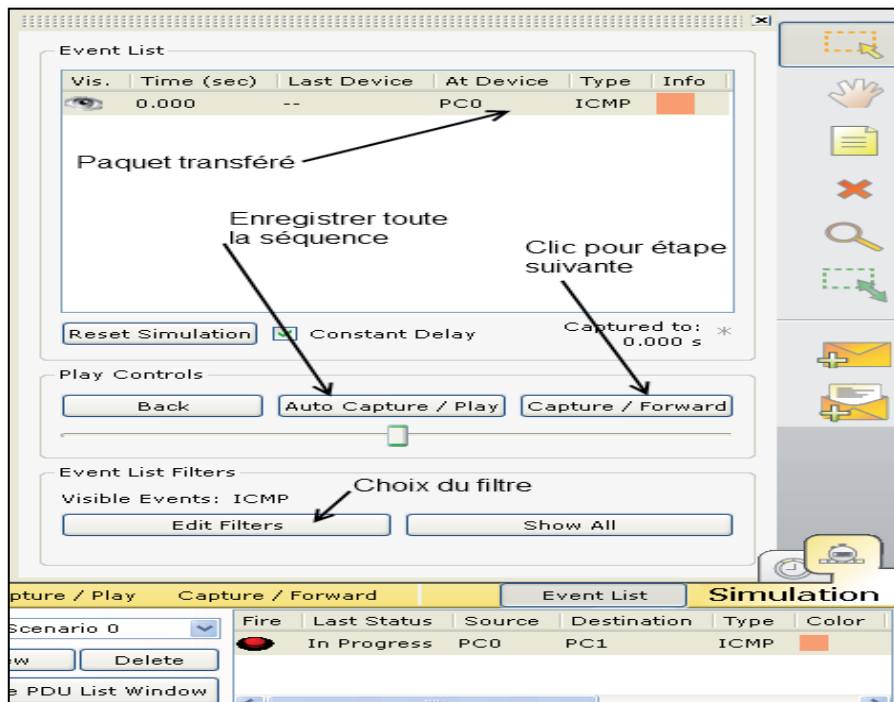 Event List
Vis. Time (sec) Last Device At Device Type Info
0.000 -- PC0 ICMP
Paquet transféré
Enregistrer toute
la séquence
Clic pour étape
suivante
Reset Simulation Constant Delay Captured to: *
0.000 s
Play Controls
Back Auto Capture / Play Capture / Forward
Event List Filters
Visible Events: ICMP
Choix du filtre
Edit Filters Show All
pture / Play Capture / Forward Event List Simulation
Scenario 0 Fire Last Status Source Destination Type Color
In Progress PC0 PC1 ICMP
ew Delete
e PDU List Window